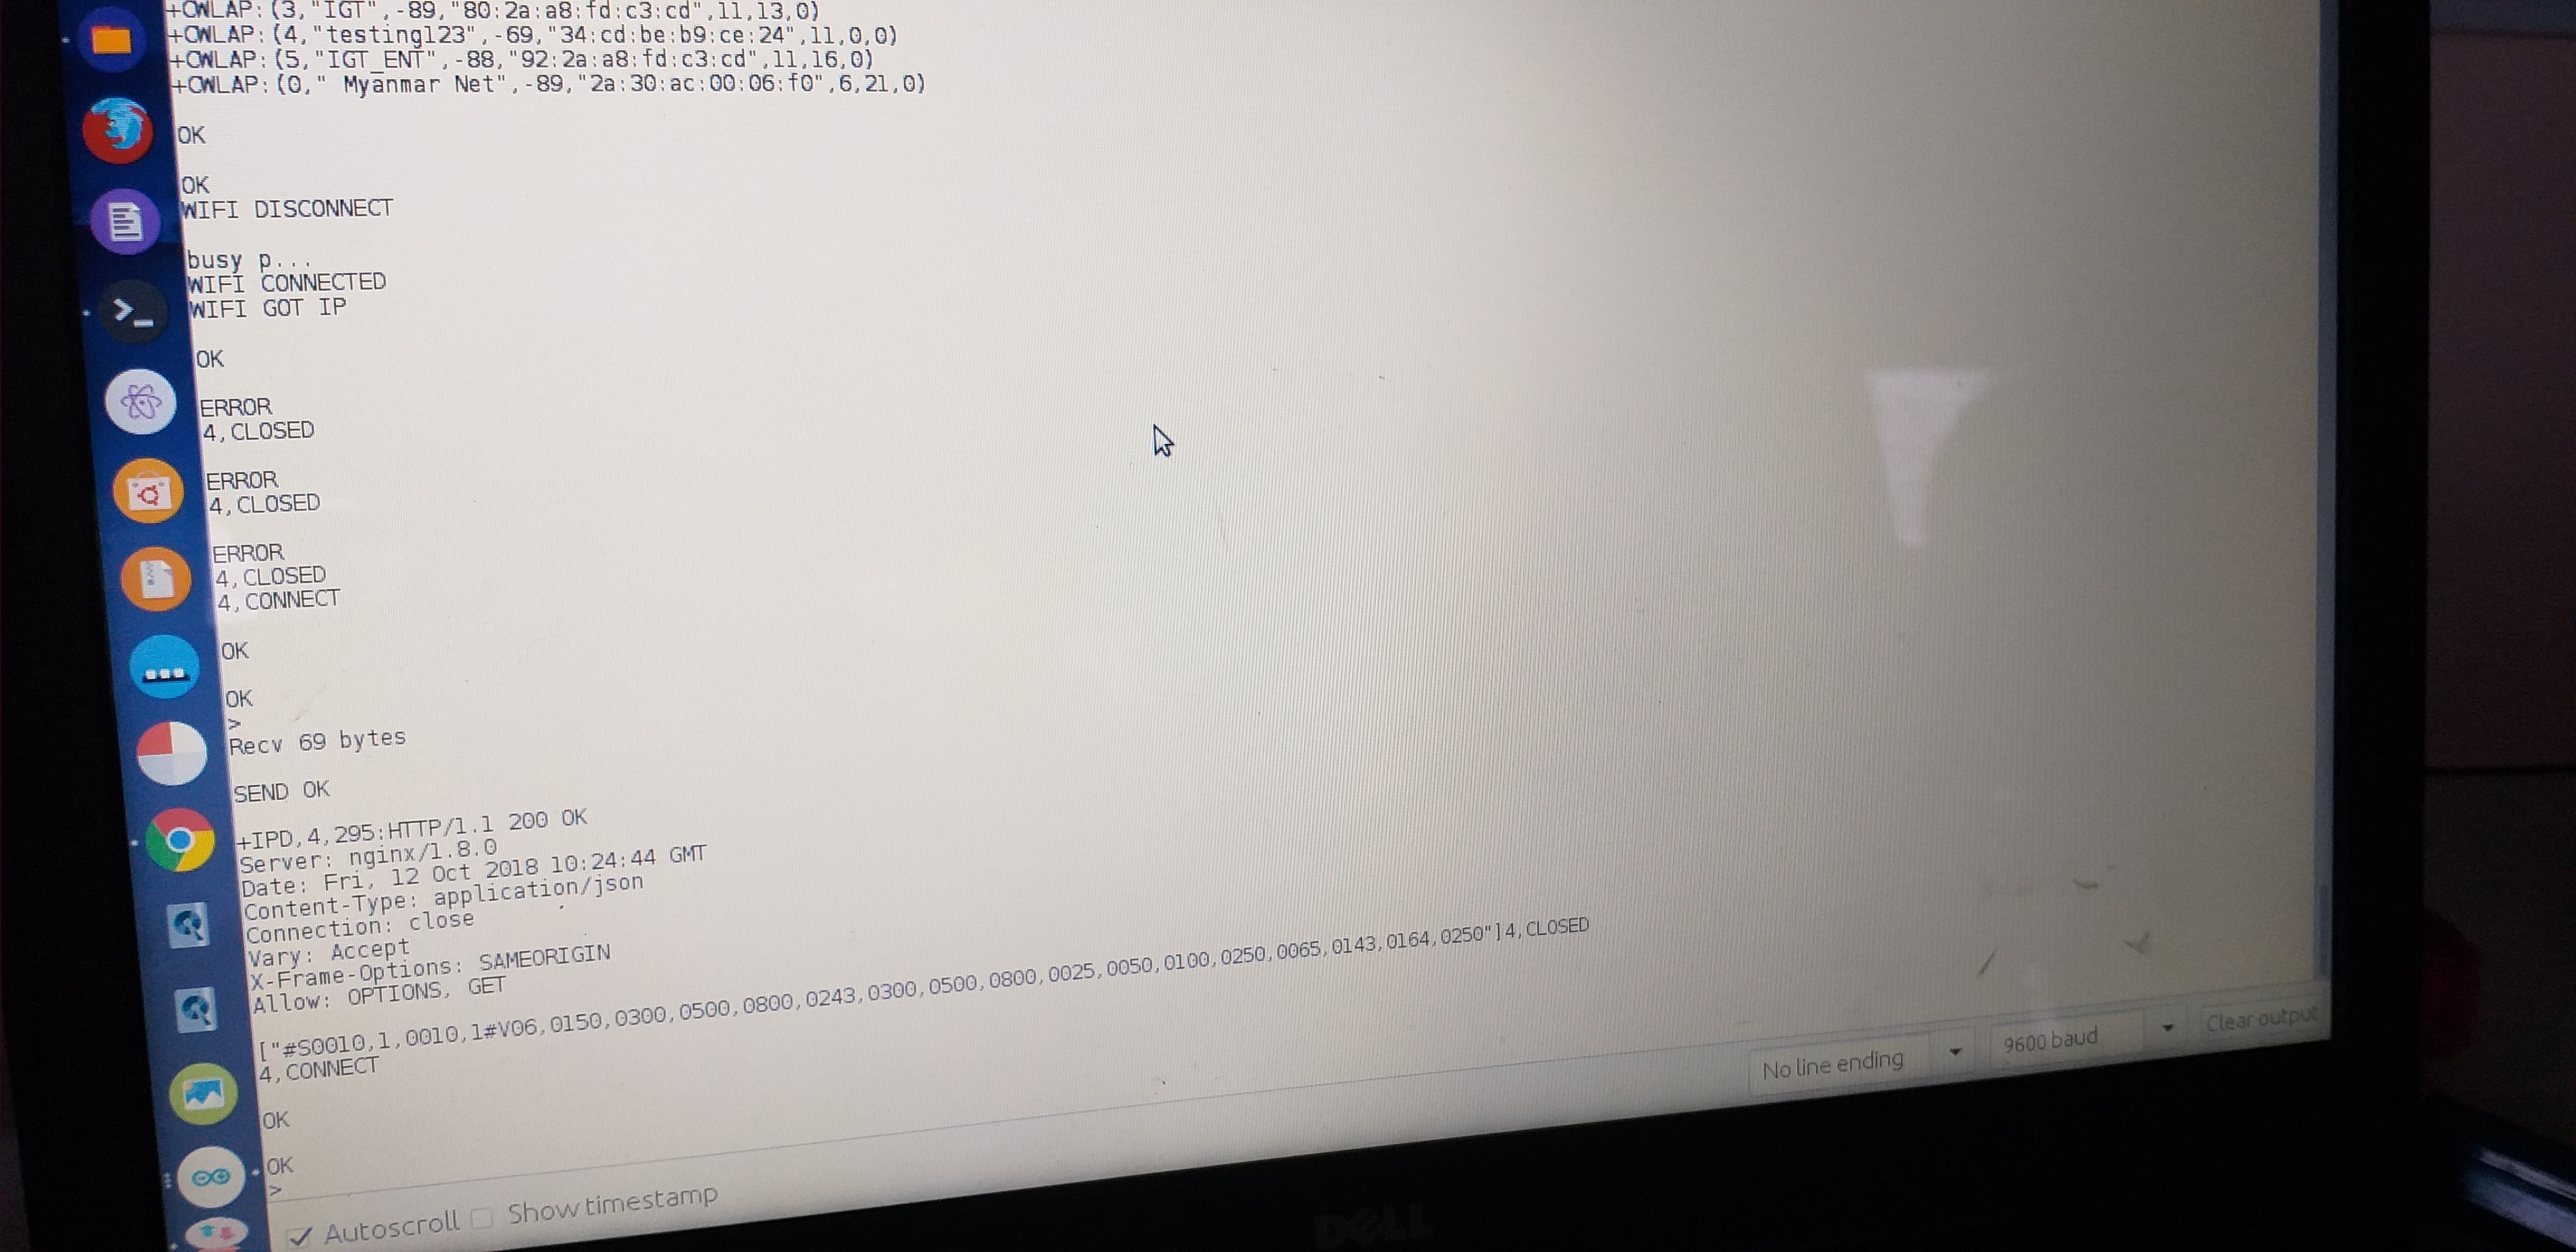 +CWLAP:(3,"IGT",-89,"80:2a:a8:fd:c3:cd",11,13,0)
+CWLAP:(4,"testing123",-69,"34:cd:be:b9:ce:24",11,0,0)
+CWLAP:(5,"IGT_ENT",-88,"92:2a:a8:fd:c3:cd",11,16,0)
+CWLAP:(0," Myanmar Net",-89,"2a:30:ac:00:06:f0",6,21,0)
OK
OK
WIFI DISCONNECT
busy p...
WIFI CONNECTED
WIFI GOT IP
OK
ERROR
4,CLOSED
ERROR
4,CLOSED
ERROR
4,CLOSED
4,CONNECT
OK
OK
>
Recv 69 bytes
SEND OK
+IPD,4,295:HTTP/1.1 200 OK
Server: nginx/1.8.0
Date: Fri, 12 Oct 2018 10:24:44 GMT
Content-Type: application/json
Connection: close
Vary: Accept
X-Frame-Options: SAMEORIGIN
Allow: OPTIONS, GET
["#S0010,1,0010,1#V06,0150,0300,0500,0800,0243,0300,0500,0800,0025,0050,0100,0250,0065,0143,0164,0250"]4,CLOSED
4,CONNECT
OK
OK
>
Autoscroll Show timestamp
No line ending 9600 baud Clear output
DELL